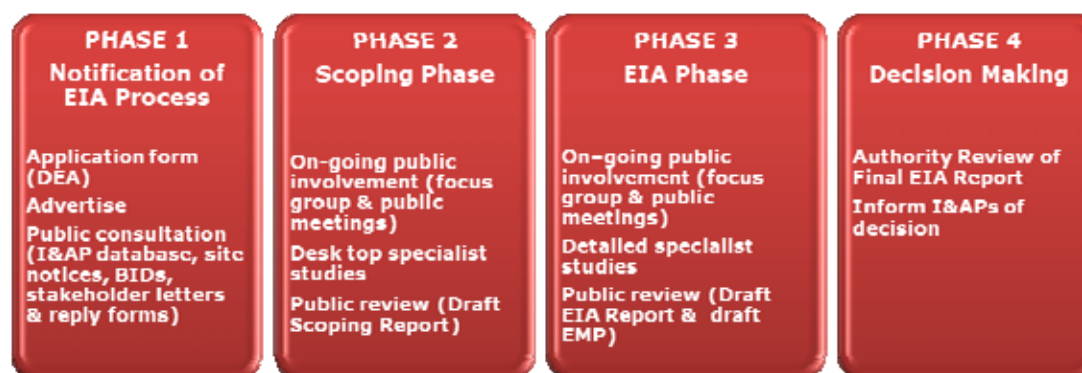 PHASE 1
Notification of
EIA Process
Application form
(DEA)
Advertise
Public consultation
(I&AP database, site
notices, BIDs,
stakeholder letters
& reply forms)
PHASE 2
Scoping Phase
On-going public
involvement (focus
group & public
meetings)
Desk top specialist
studies
Public review (Draft
Scoping Report)
PHASE 3
EIA Phase
On-going public
involvement (focus
group & public
meetings)
Detailed specialist
studies
Public review (Draft
EIA Report & draft
EMP)
PHASE 4
Decision Making
Authority Review of
Final EIA Report
Inform I&APs of
decision